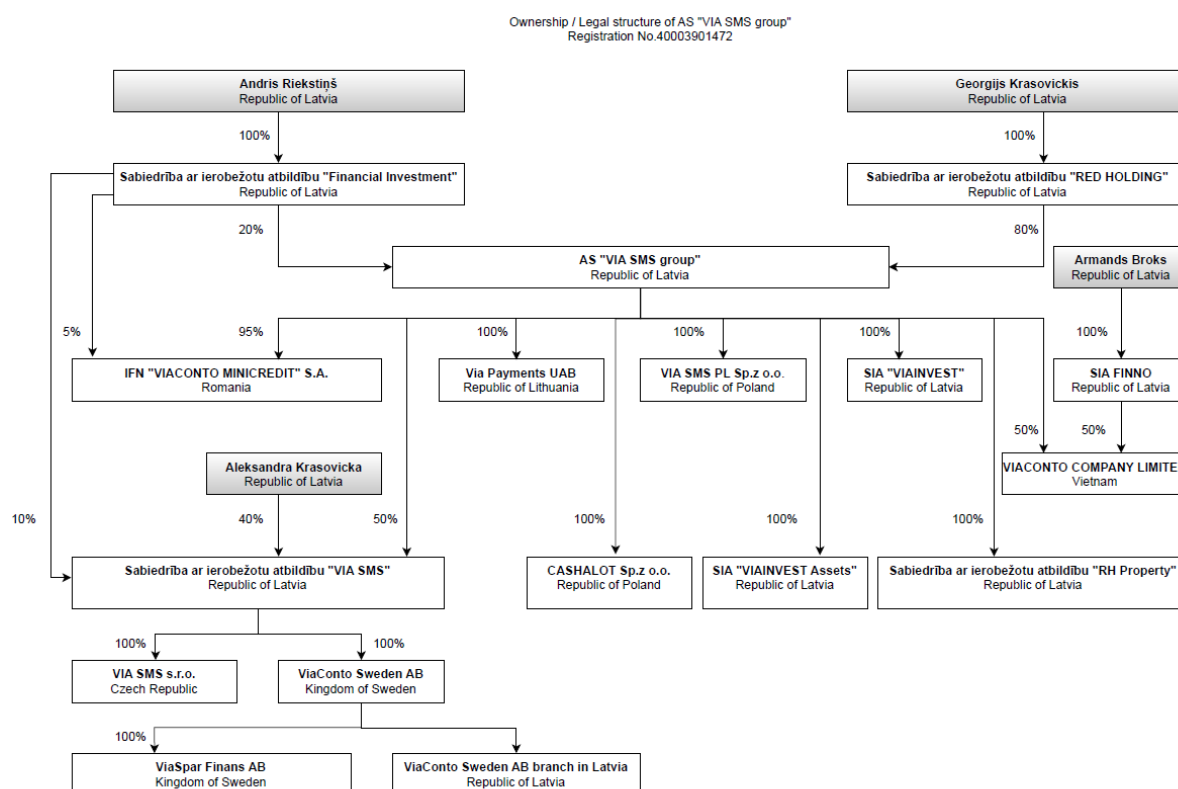 Ownership / Legal structure of AS "VIA SMS group"
Registration No.40003901472
Andris Riekstiņš
Republic of Latvia
Georgijs Krasovickis
Republic of Latvia
100%
100%
Sabiedrība ar ierobežotu atbildību "Financial Investment"
Republic of Latvia
Sabiedrība ar ierobežotu atbildību "RED HOLDING"
Republic of Latvia
20%
80%
AS "VIA SMS group"
Republic of Latvia
Armands Broks
Republic of Latvia
5%
95%
100%
100%
100%
100%
IFN "VIACONTO MINICREDIT" S.A.
Romania
Via Payments UAB
Republic of Lithuania
VIA SMS PL Sp.z o.o.
Republic of Poland
SIA "VIAINVEST"
Republic of Latvia
SIA FINNO
Republic of Latvia
50%
50%
Aleksandra Krasovicka
Republic of Latvia
VIACONTO COMPANY LIMITE
Vietnam
10%
40%
50%
100%
100%
100%
Sabiedrība ar ierobežotu atbildību "VIA SMS"
Republic of Latvia
CASHALOT Sp.z o.o.
Republic of Poland
SIA "VIAINVEST Assets"
Republic of Latvia
Sabiedrība ar ierobežotu atbildību "RH Property"
Republic of Latvia
100%
100%
VIA SMS s.r.o.
Czech Republic
ViaConto Sweden AB
Kingdom of Sweden
100%
ViaSpar Finans AB
Kingdom of Sweden
ViaConto Sweden AB branch in Latvia
Republic of Latvia